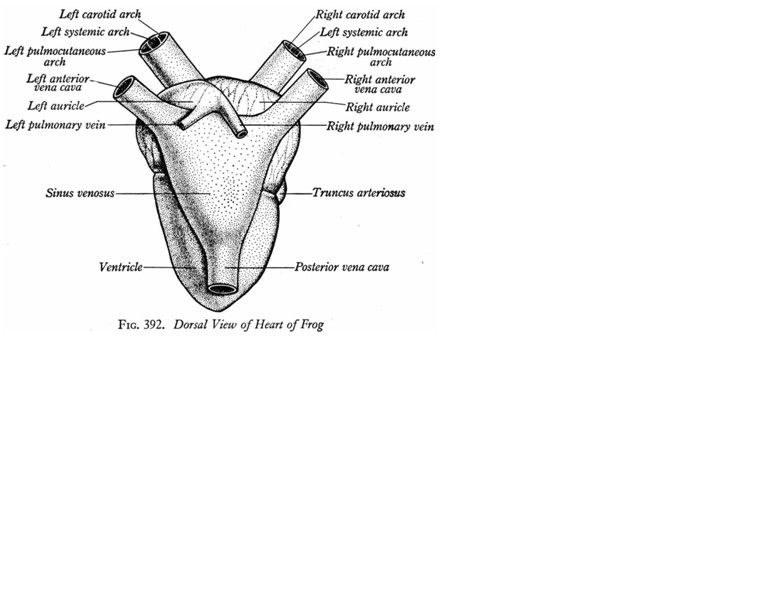 Left carotid arch
Left systemic arch
Left pulmocutaneous
arch
Left anterior
vena cava
Left auricle
Left pulmonary vein
Sinus venosus
Ventricle
Right carotid arch
Left systemic arch
Right pulmocutaneous
arch
Right anterior
vena cava
Right auricle
Right pulmonary vein
Truncus arteriosus
Posterior vena cava
FIG. 392. Dorsal View of Heart of Frog